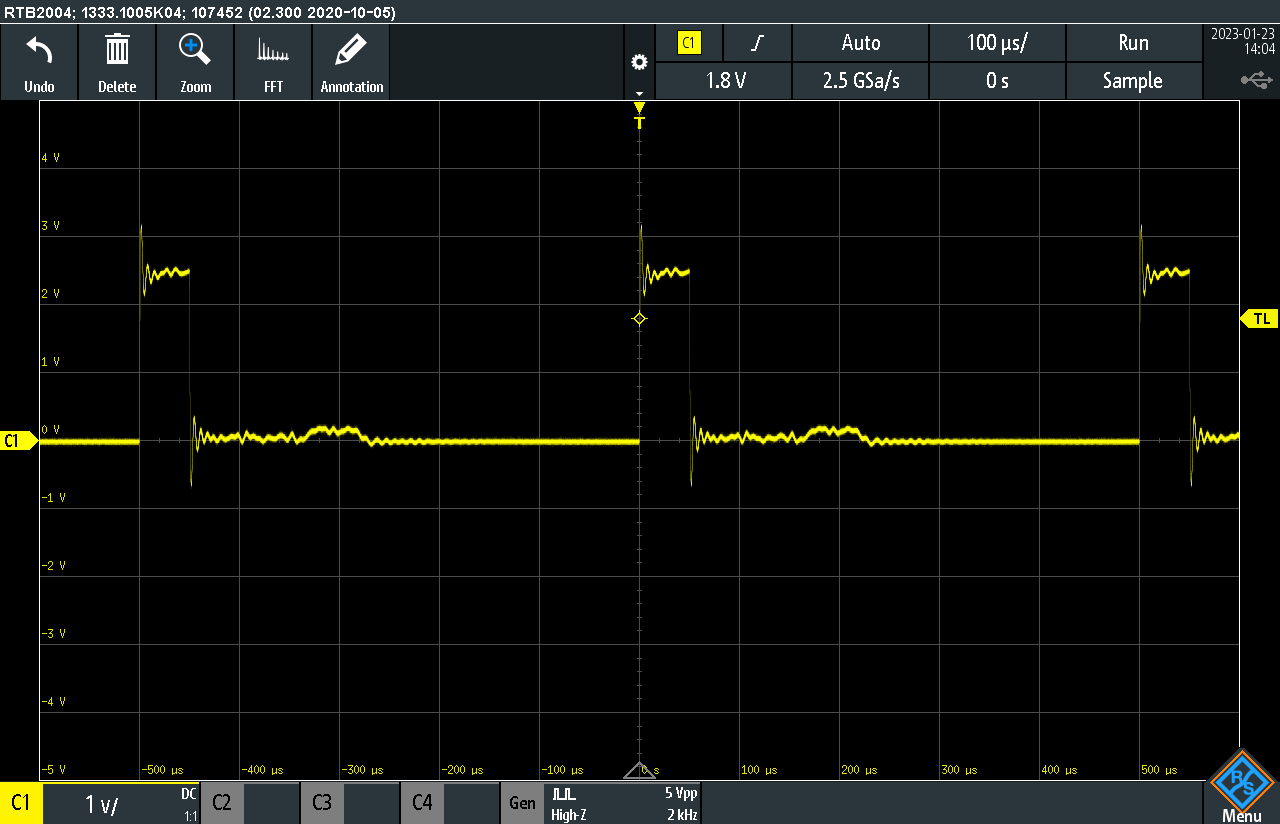 RTB2004; 1333.1005K04; 107452 (02.300 2020-10-05)
Undo
Delete
Zoom
FFT
Annotation
C1
Auto
100 µs/
Run
1.8 V
2.5 GSa/s
0 s
Sample
2023-01-23
14:04
T
4 V
3 V
2 V
TL
1 V
C1
0 V
-1 V
-2 V
-3 V
-4 V
-5 V
-500 µs
-400 µs
-300 µs
-200 µs
-100 µs
0 s
100 µs
200 µs
300 µs
400 µs
500 µs
C1
1 V/
DC
1:1
C2
C3
C4
Gen
High-Z
5 Vpp
2 kHz
R S
Menu